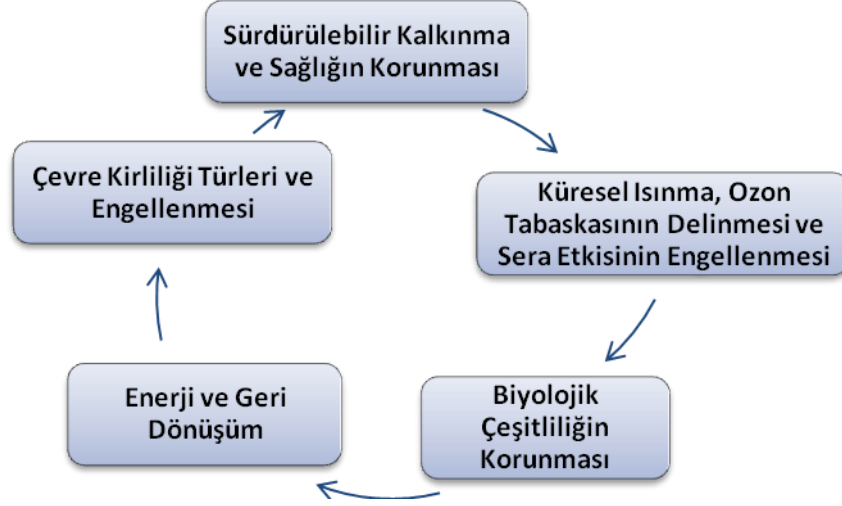 Sürdürülebilir Kalkınma
ve Sağlığın Korunması
Küresel Isınma, Ozon
Tabaskasının Delinmesi ve
Sera Etkisinin Engellenmesi
Biyolojik
Çeşitliliğin
Korunması
Enerji ve Geri
Dönüşüm
Çevre Kirliliği Türleri ve
Engellenmesi